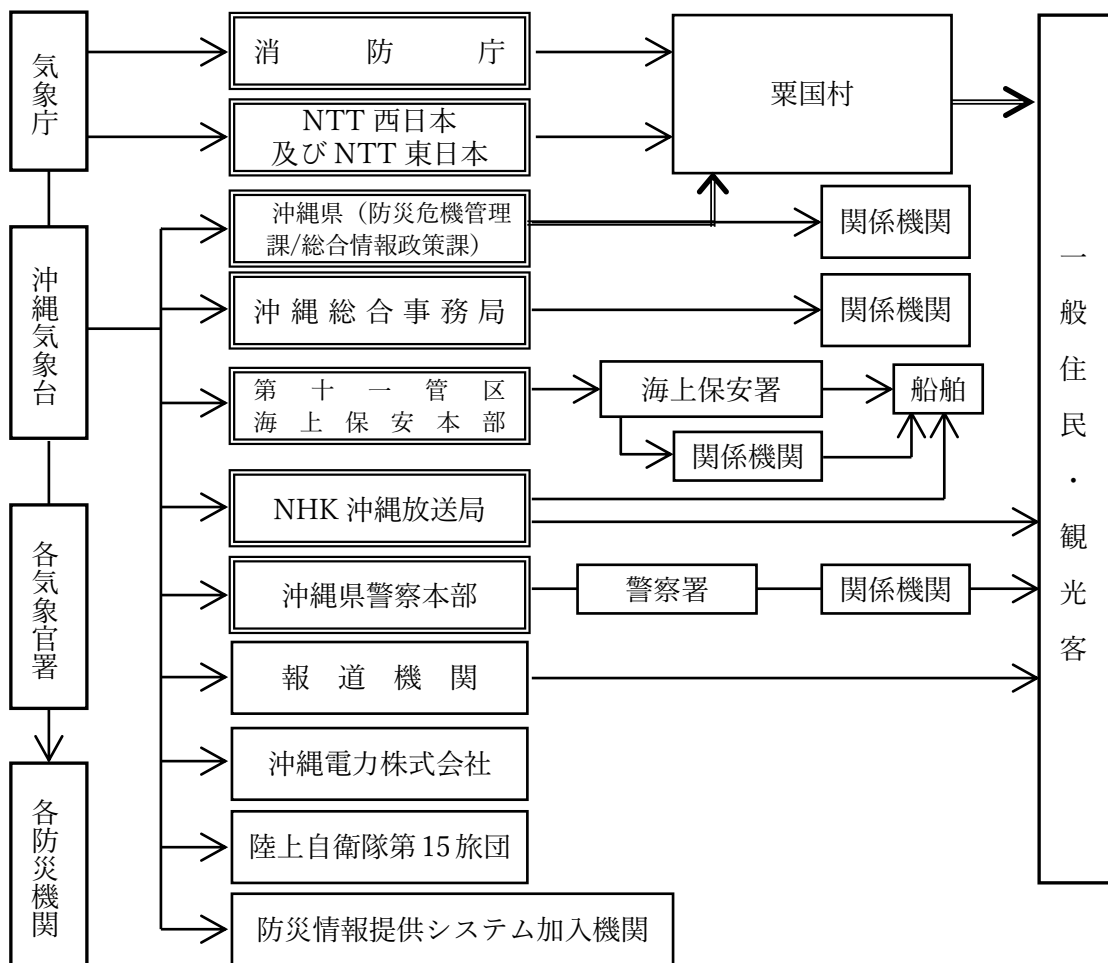 気象庁
消防庁
粟国村
NTT 西日本
及び NTT 東日本
沖縄県（防災危機管理
課/総合情報政策課）
関係機関
沖縄気象台
沖縄総合事務局
関係機関
第十一管区
海上保安本部
海上保安署
船舶
関係機関
NHK 沖縄放送局
各気象官署
沖縄県警察本部
警察署
関係機関
報道機関
沖縄電力株式会社
各防災機関
陸上自衛隊第 15 旅団
防災情報提供システム加入機関
一般住民・観光客